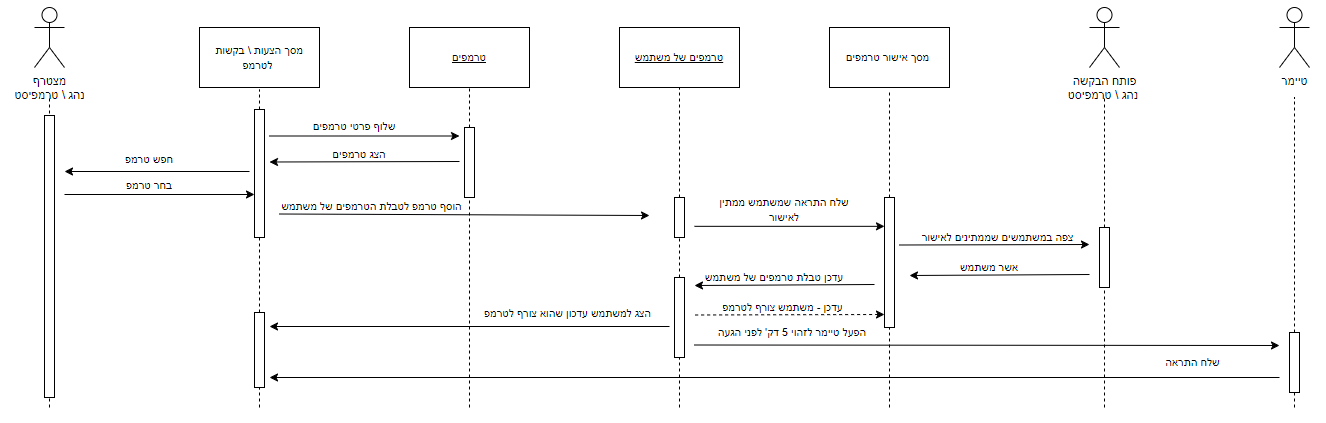 מצטרף
נהג \ טרמפיסט
מסך הצעות \ בקשות
לטרמפ
טרמפים
טרמפים של משתמש
מסך אישור טרמפים
פותח הבקשה
נהג \ טרמפיסט
טיימר
שלוף פרטי טרמפים
הצג טרמפים
חפש טרמפ
בחר טרמפ
הוסף טרמפ לטבלת הטרמפים של משתמש
שלח התראה שמשתמש ממתין
לאישור
צפה במשתמשים שממתינים לאישור
אשר משתמש
עדכן טבלת טרמפים של משתמש
עדכן - משתמש צורף לטרמפ
הצג למשתמש עדכון שהוא צורף לטרמפ
הפעל טיימר לזהוי 5 דק' לפני הגעה
שלח התראה